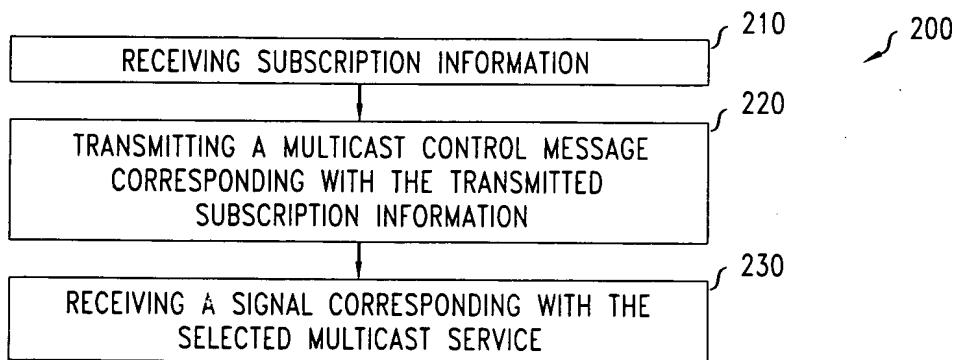 210
200
RECEIVING SUBSCRIPTION INFORMATION
220
TRANSMITTING A MULTICAST CONTROL MESSAGE
CORRESPONDING WITH THE TRANSMITTED
SUBSCRIPTION INFORMATION
230
RECEIVING A SIGNAL CORRESPONDING WITH THE
SELECTED MULTICAST SERVICE